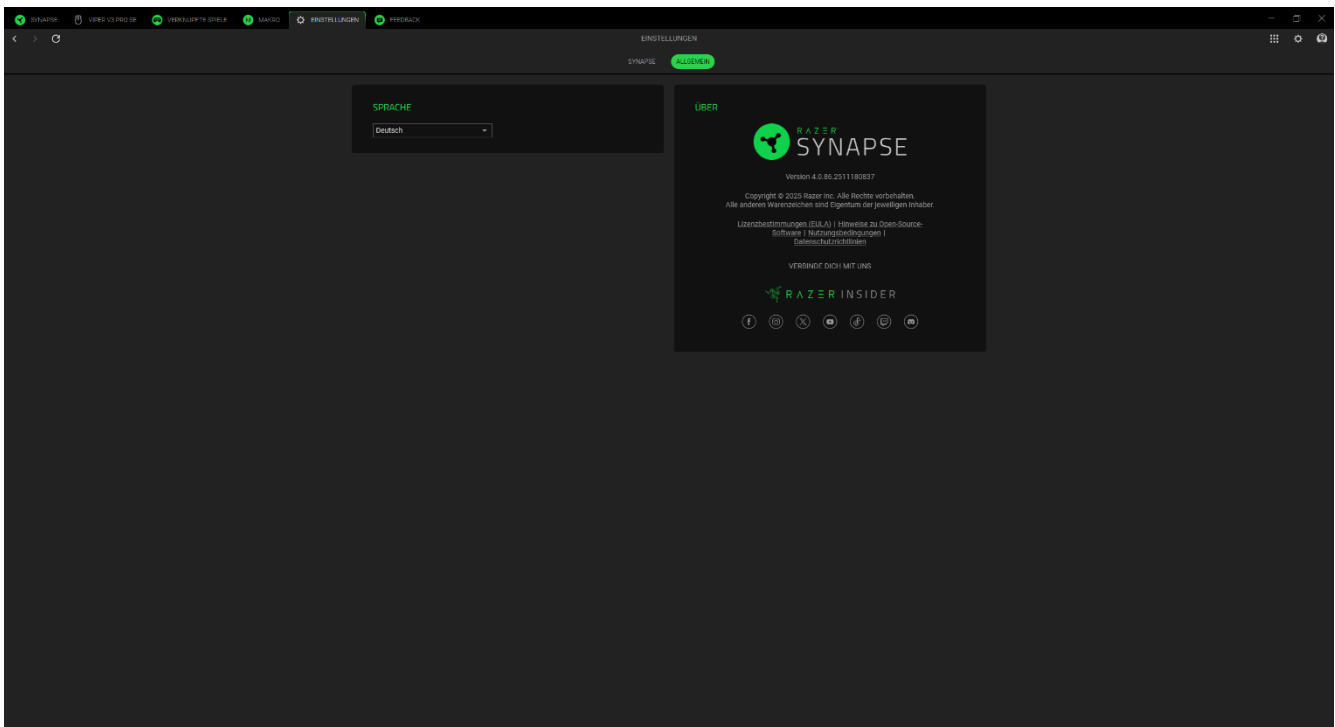 SYNAPSE
VIPER V3 PRO SE
VERKNÜPFTE SPIELE
MAKRO
EINSTELLUNGEN
FEEDBACK
EINSTELLUNGEN
SYNAPSE
ALLGEMEIN
SPRACHE
Deutsch
ÜBER
RAZER
SYNAPSE
Version 4.0.86.2511180837
Copyright © 2025 Razer Inc. Alle Rechte vorbehalten.
Alle anderen Warenzeichen sind Eigentum der jeweiligen Inhaber.
Lizenzbestimmungen (EULA) | Hinweise zu Open-Source-
Software | Nutzungsbedingungen |
Datenschutzrichtlinien
VERBINDE DICH MIT UNS
RAZER INSIDER